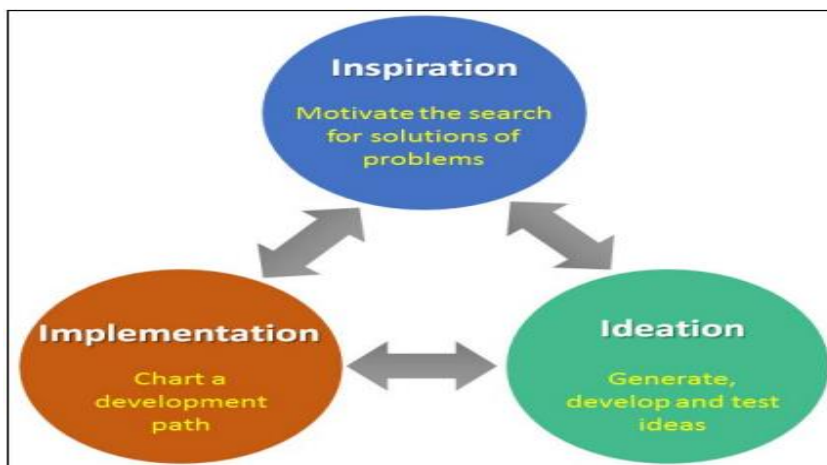 Inspiration
Motivate the search
for solutions of
problems
Implementation
Chart a
development
path
Ideation
Generate,
develop and test
ideas